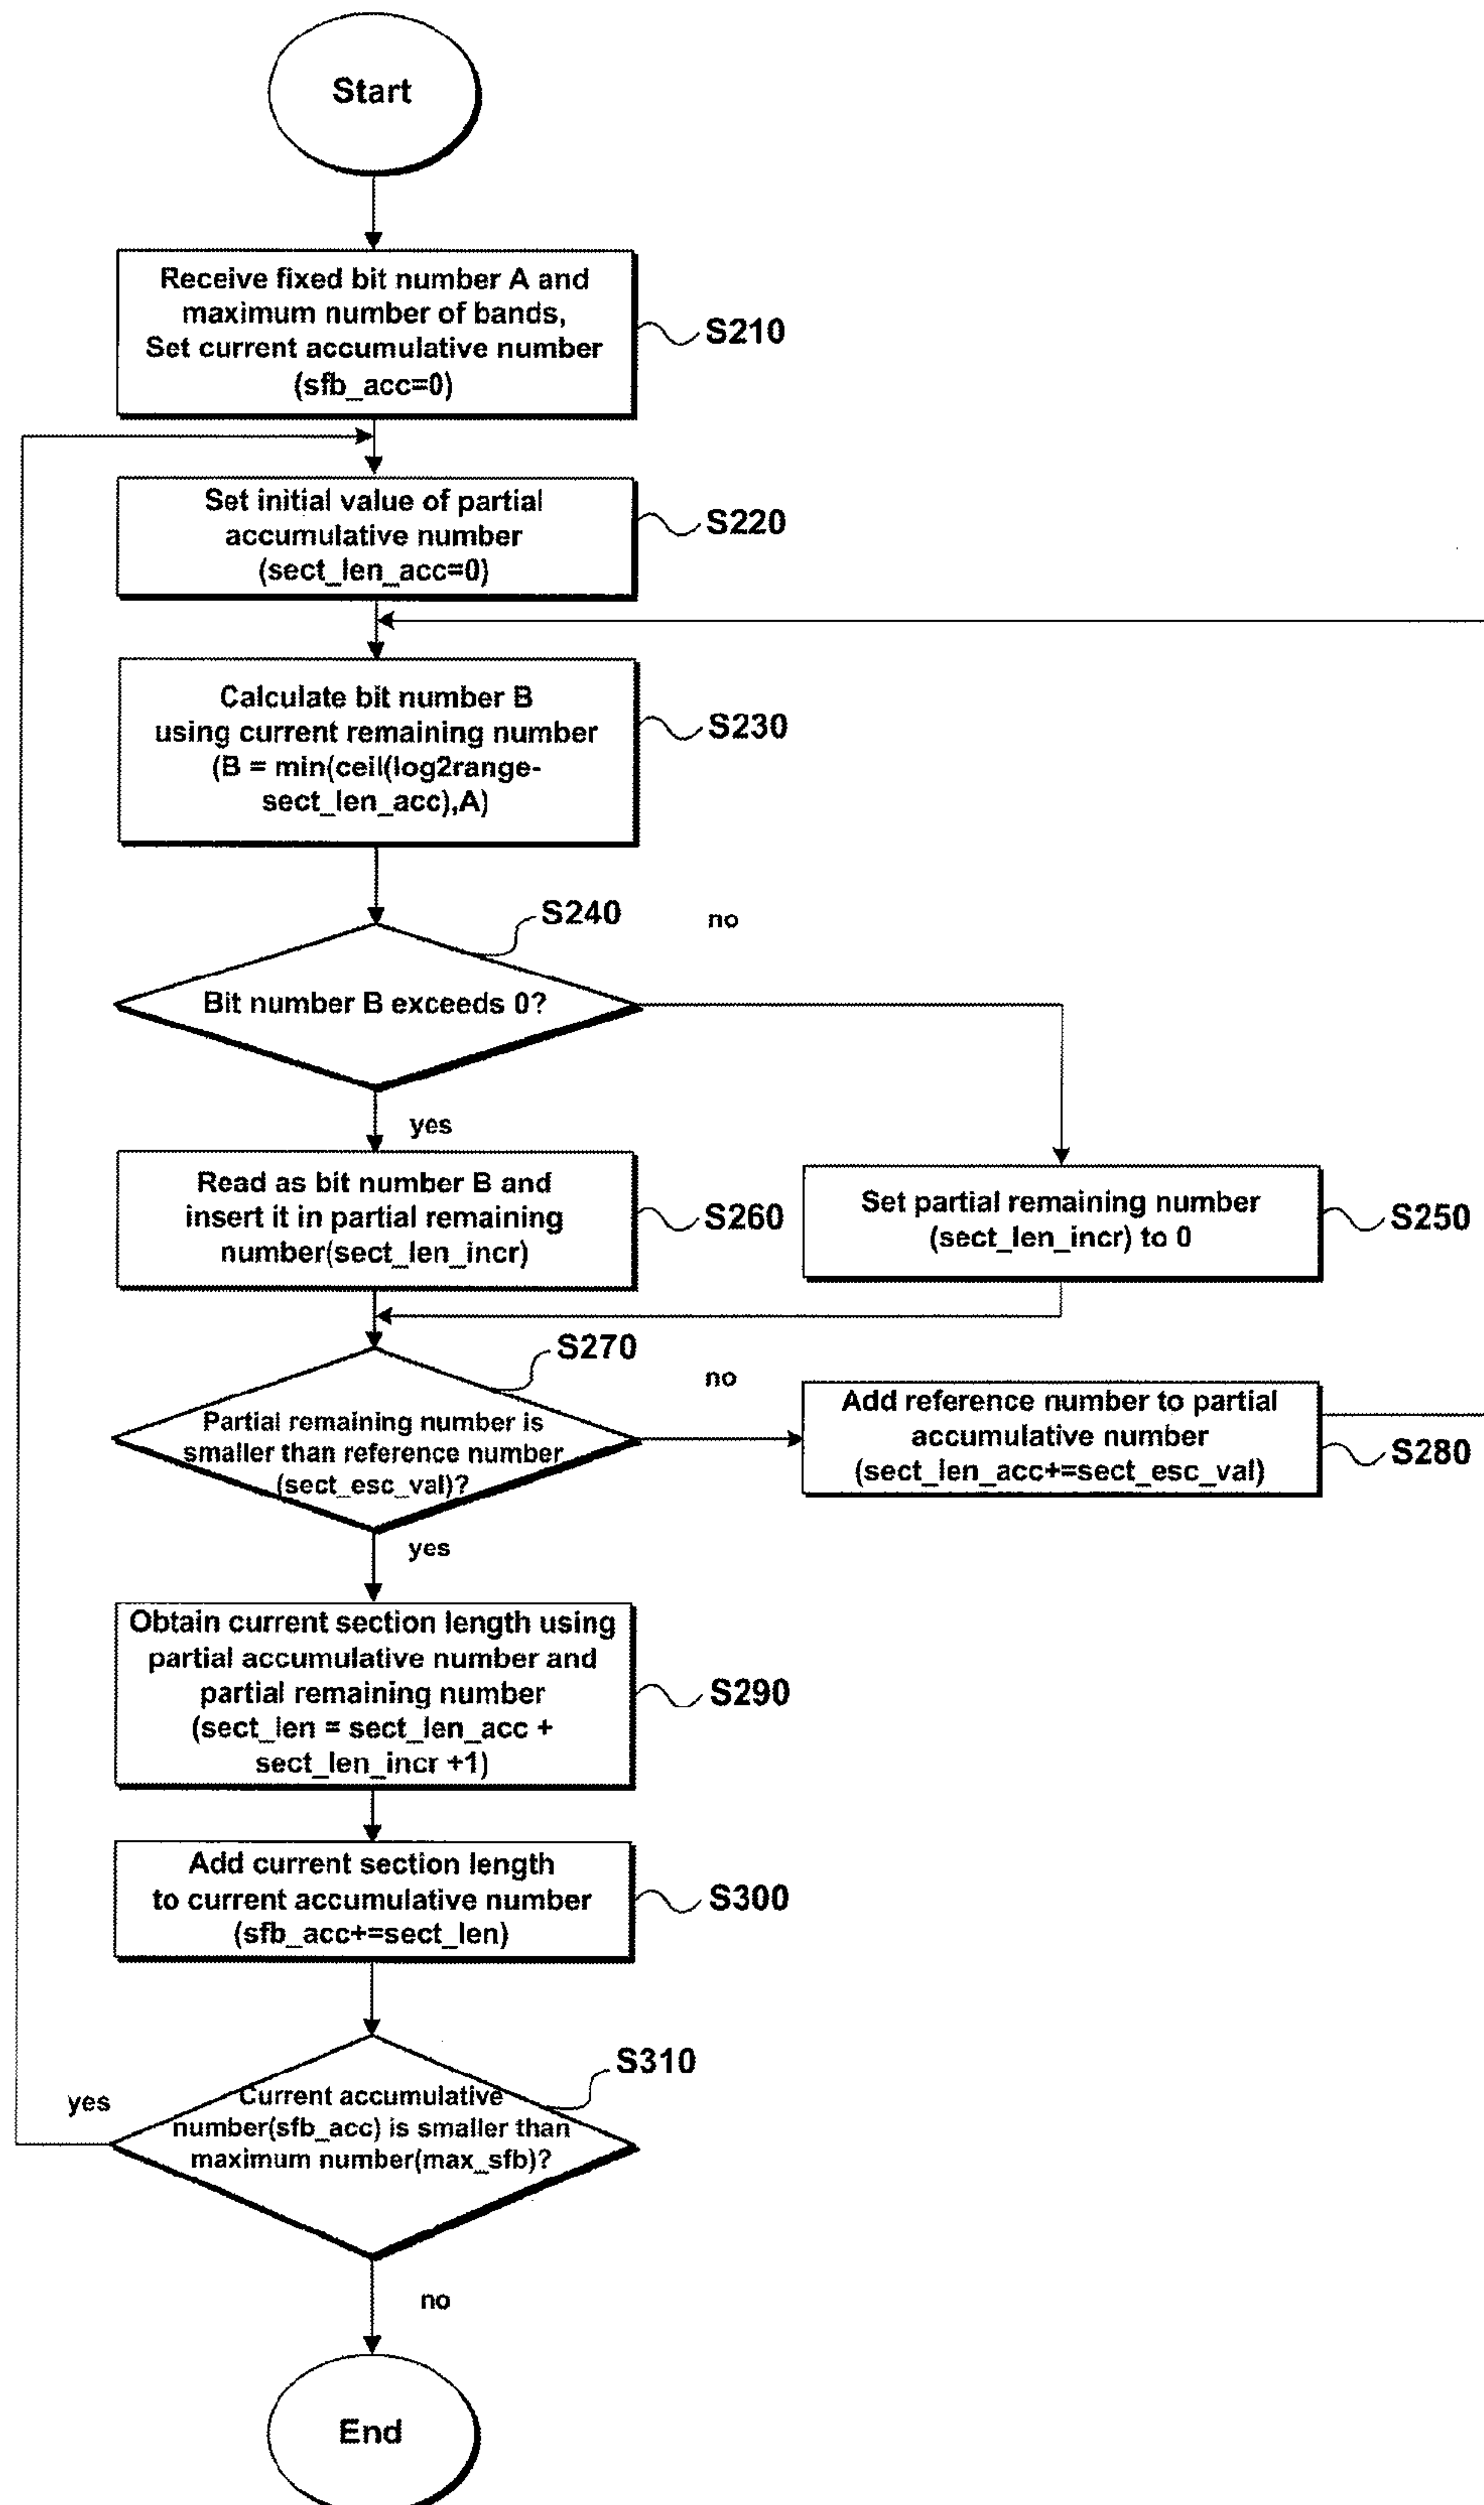 Start
Receive fixed bit number A and
maximum number of bands,
Set current accumulative number
(sfb_acc=0)
S210
Set initial value of partial
accumulative number
(sect_len_acc=0)
S220
Calculate bit number B
using current remaining number
(B = min(ceil(log2range-
sect_len_acc),A)
S230
S240
no
Bit number B exceeds 0?
yes
Read as bit number B and
insert it in partial remaining
number(sect_len_incr)
S260
Set partial remaining number
(sect_len_incr) to 0
S250
S270
no
Partial remaining number is
smaller than reference number
(sect_esc_val)?
Add reference number to partial
accumulative number
(sect_len_acc+=sect_esc_val)
S280
yes
Obtain current section length using
partial accumulative number and
partial remaining number
(sect_len = sect_len_acc +
sect_len_incr +1)
S290
Add current section length
to current accumulative number
(sfb_acc+=sect_len)
S300
S310
yes
Current accumulative
number(sfb_acc) is smaller than
maximum number(max_sfb)?
no
End